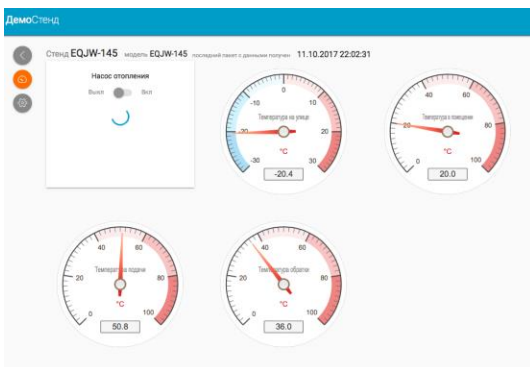 ДемоСтенд
Стенд EQJW-145 модель EQJW-145 последний пакет с данными получен 11.10.2017 22:02:31
Насос отопления
Выкл Вкл
-30 -20 -10 0 10 20 30
Температура на улице
°C
-20.4
0 20 40 60 80 100
Температура в помещении
°C
20.0
0 20 40 60 80 100
Температура подачи
°C
50.8
0 20 40 60 80 100
Температура обратки
°C
36.0